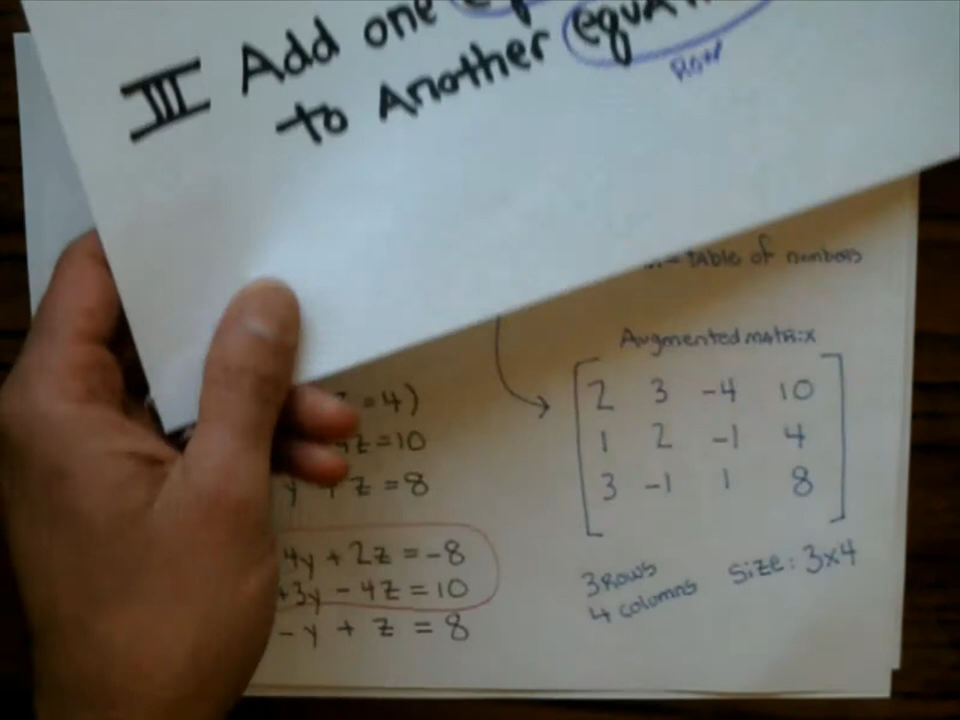 III Add one
to Another
Row
Table of numbers
Augmented matrix
2 3 -4 10
1 2 -1 4
3 -1 1 8
3 Rows
4 columns
Size: 3x4
z = 4)
4z = 10
y + z = 8
4y + 2z = -8
+3y - 4z = 10
- y + z = 8